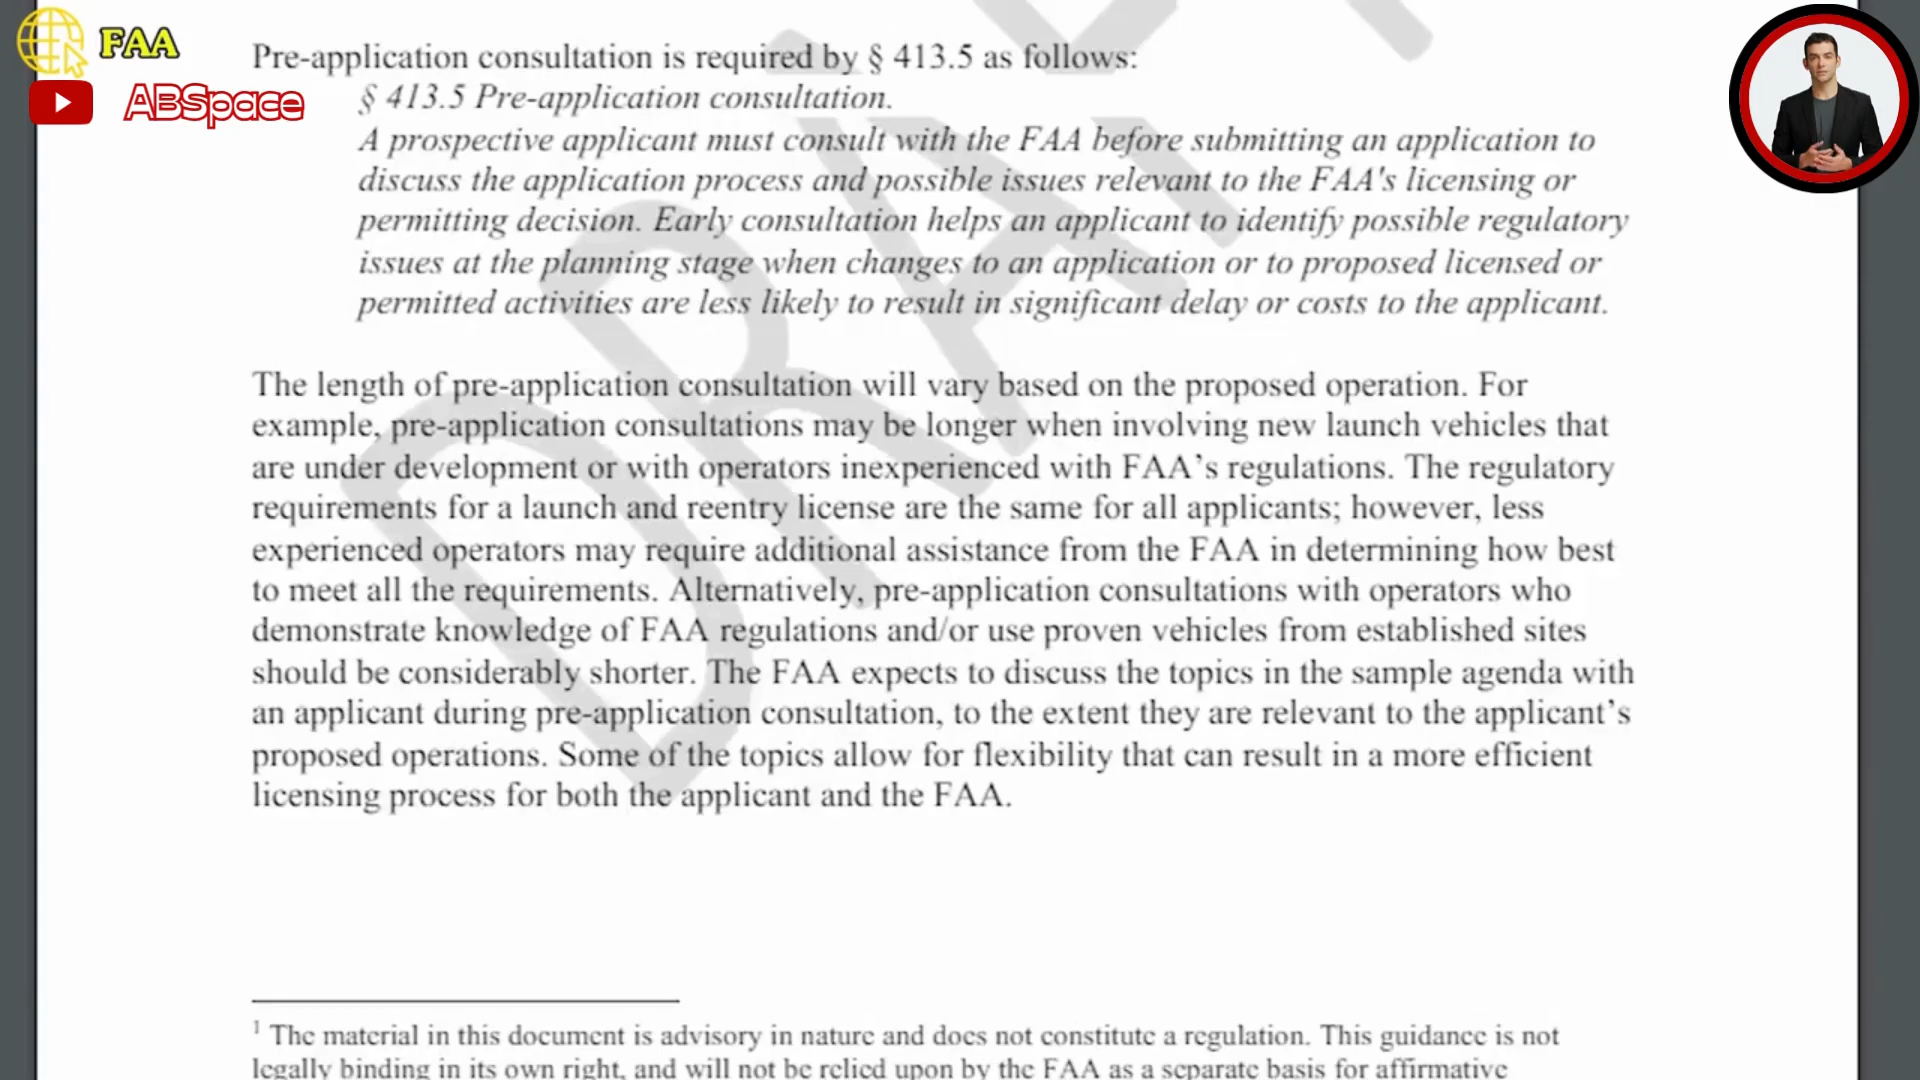 FAA
ABSpace
Pre-application consultation is required by § 413.5 as follows:
§ 413.5 Pre-application consultation.
A prospective applicant must consult with the FAA before submitting an application to
discuss the application process and possible issues relevant to the FAA's licensing or
permitting decision. Early consultation helps an applicant to identify possible regulatory
issues at the planning stage when changes to an application or to proposed licensed or
permitted activities are less likely to result in significant delay or costs to the applicant.
The length of pre-application consultation will vary based on the proposed operation. For
example, pre-application consultations may be longer when involving new launch vehicles that
are under development or with operators inexperienced with FAA’s regulations. The regulatory
requirements for a launch and reentry license are the same for all applicants; however, less
experienced operators may require additional assistance from the FAA in determining how best
to meet all the requirements. Alternatively, pre-application consultations with operators who
demonstrate knowledge of FAA regulations and/or use proven vehicles from established sites
should be considerably shorter. The FAA expects to discuss the topics in the sample agenda with
an applicant during pre-application consultation, to the extent they are relevant to the applicant’s
proposed operations. Some of the topics allow for flexibility that can result in a more efficient
licensing process for both the applicant and the FAA.
1 The material in this document is advisory in nature and does not constitute a regulation. This guidance is not
legally binding in its own right, and will not be relied upon by the FAA as a separate basis for affirmative
DRAFT